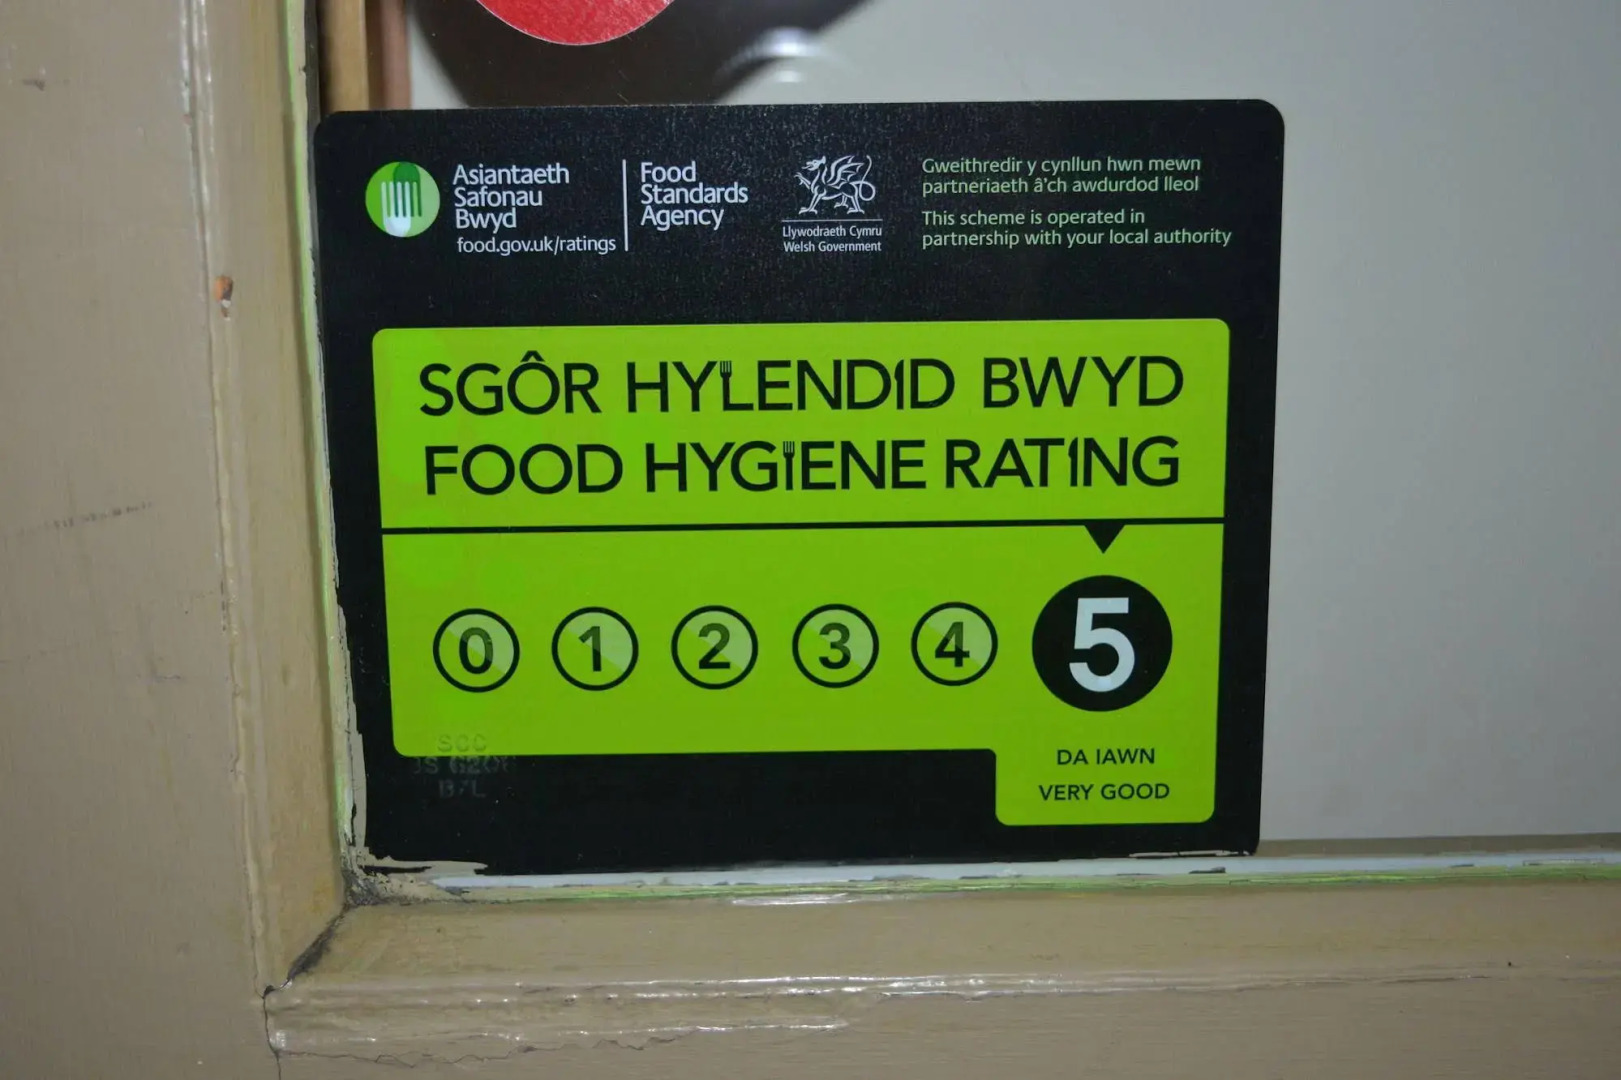 Asiantaeth
Safonau
Bwyd
food.gov.uk/ratings
Food
Standards
Agency
Llywodraeth Cymru
Welsh Government
Gweithredir y cynllun hwn mewn
partneriaeth â'ch awdurdod lleol
This scheme is operated in
partnership with your local authority
SGÔR HYLENDID BWYD
FOOD HYGIENE RATING
0 1 2 3 4 5
DA IAWN
VERY GOOD
SCC